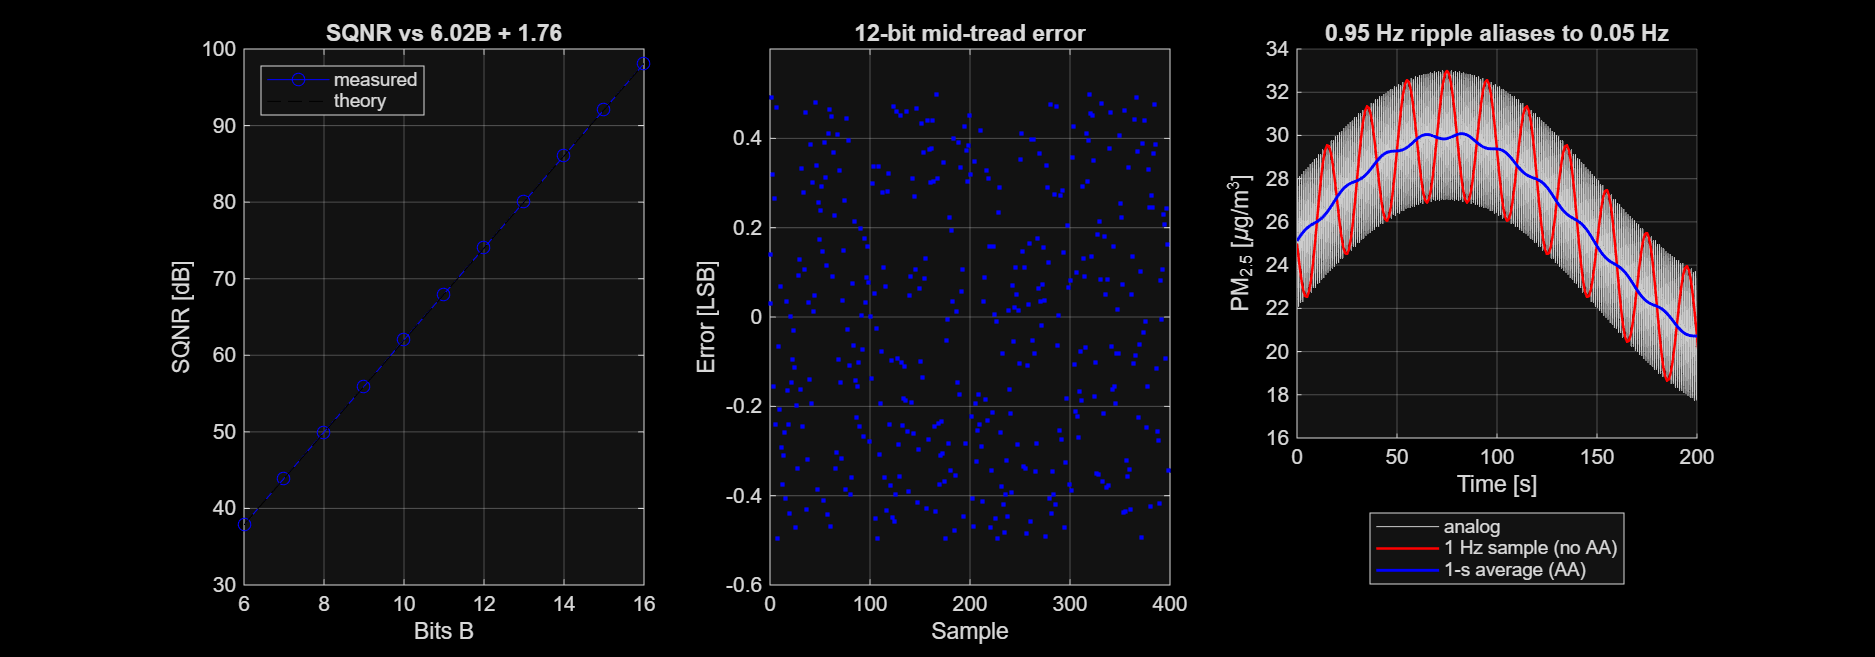 SQNR vs 6.02B + 1.76
100
90
80
70
60
50
40
30
SQNR [dB]
measured
theory
6
8
10
12
14
16
Bits B
12-bit mid-tread error
0.4
0.2
0
-0.2
-0.4
-0.6
Error [LSB]
0
100
200
300
400
Sample
0.95 Hz ripple aliases to 0.05 Hz
34
32
30
28
26
24
22
20
18
16
PM2.5 [µg/m³]
0
50
100
150
200
Time [s]
analog
1 Hz sample (no AA)
1-s average (AA)